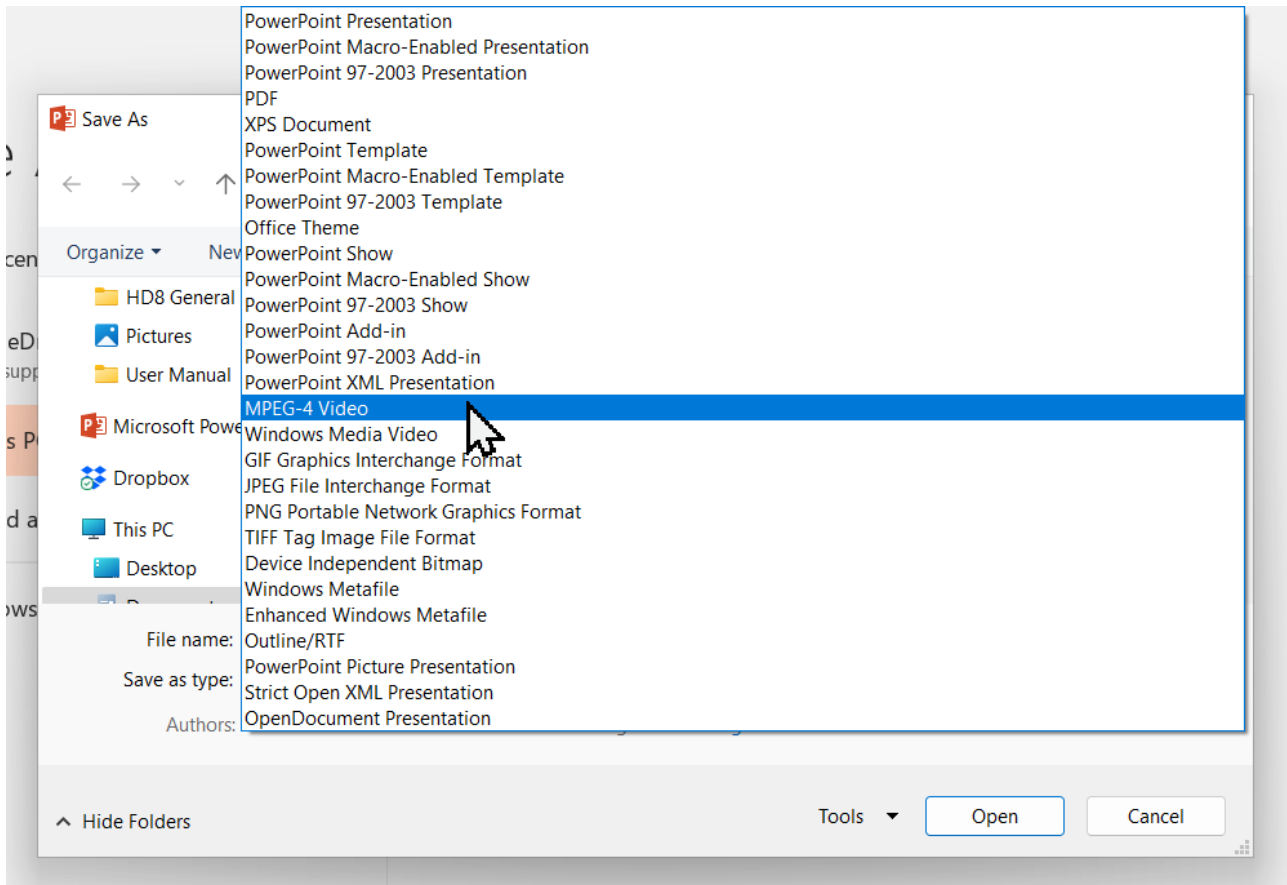 PowerPoint Presentation
PowerPoint Macro-Enabled Presentation
PowerPoint 97-2003 Presentation
PDF
Save As
XPS Document
PowerPoint Template
PowerPoint Macro-Enabled Template
PowerPoint 97-2003 Template
Office Theme
Organize
New
PowerPoint Show
PowerPoint Macro-Enabled Show
HD8 General
PowerPoint 97-2003 Show
PowerPoint Add-in
Pictures
PowerPoint 97-2003 Add-in
User Manual
PowerPoint XML Presentation
MPEG-4 Video
Microsoft Powe
Windows Media Video
GIF Graphics Interchange Format
Dropbox
JPEG File Interchange Format
PNG Portable Network Graphics Format
This PC
TIFF Tag Image File Format
Desktop
Device Independent Bitmap
Windows Metafile
Enhanced Windows Metafile
File name:
Outline/RTF
PowerPoint Picture Presentation
Save as type:
Strict Open XML Presentation
Authors:
OpenDocument Presentation
Hide Folders
Tools
Open
Cancel